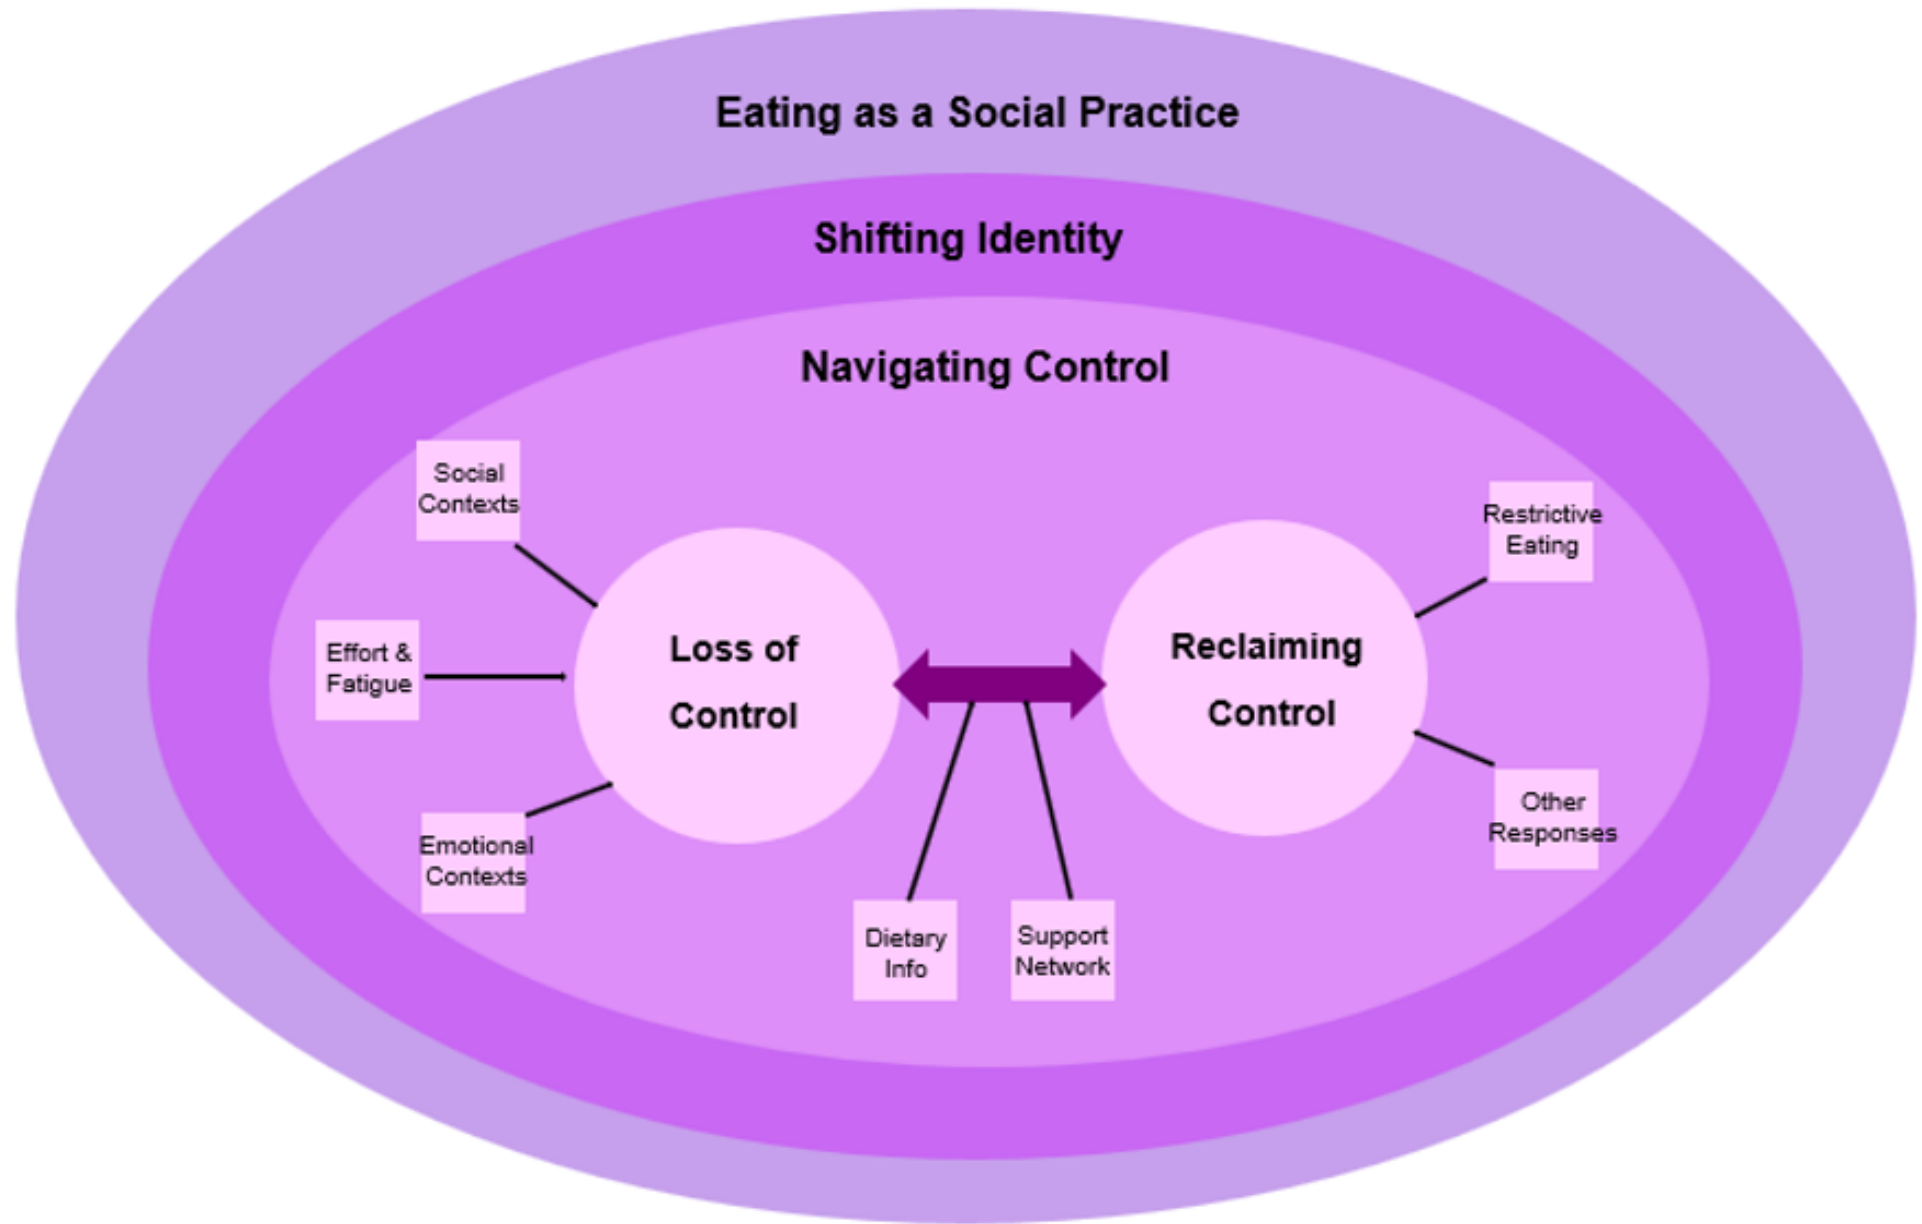 Eating as a Social Practice
Shifting Identity
Navigating Control
Social
Contexts
Effort &
Fatigue
Emotional
Contexts
Loss of
Control
Dietary
Info
Support
Network
Reclaiming
Control
Restrictive
Eating
Other
Responses